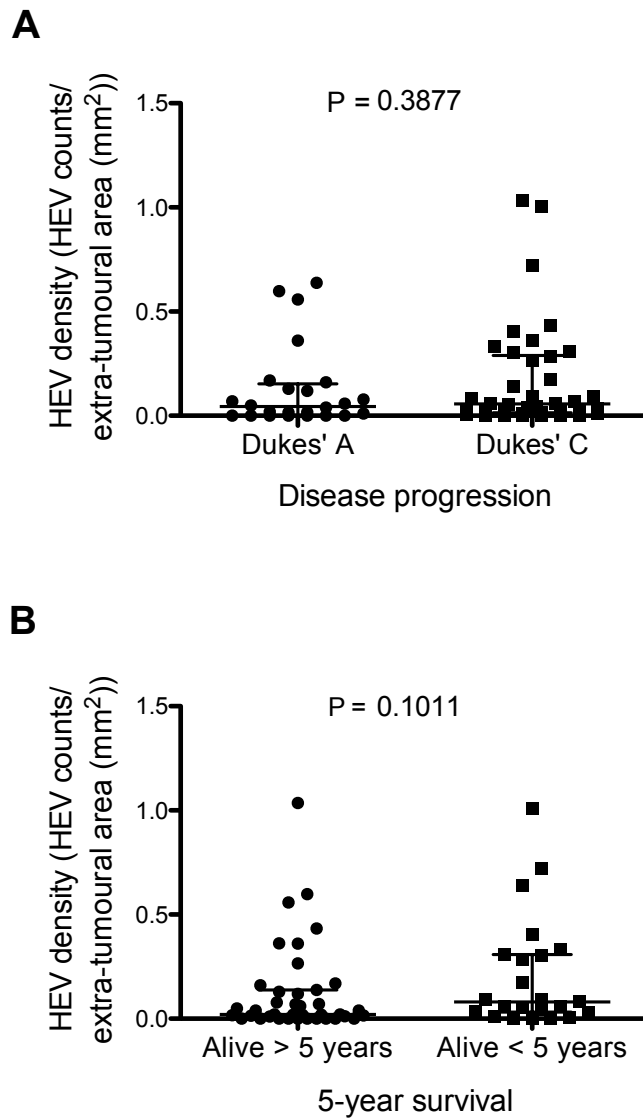 A
HEV density (HEV counts/
extra-tumoural area (mm²))
1.5
1.0
0.5
0.0
P = 0.3877
Dukes' A
Dukes' C
Disease progression
B
HEV density (HEV counts/
extra-tumoural area (mm²))
1.5
1.0
0.5
0.0
P = 0.1011
Alive > 5 years
Alive < 5 years
5-year survival